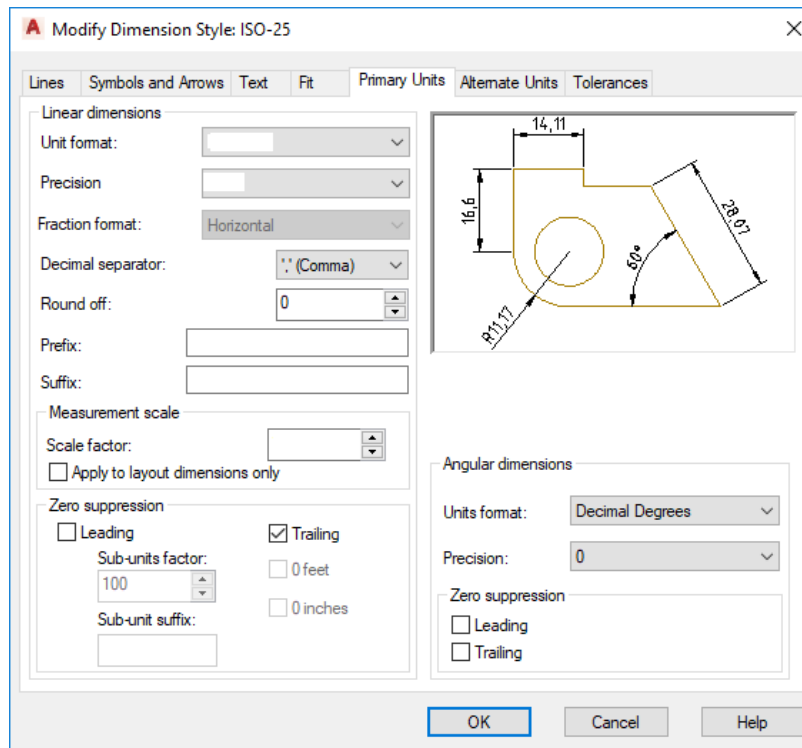 Modify Dimension Style: ISO-25
Lines
Symbols and Arrows
Text
Fit
Primary Units
Alternate Units
Tolerances
Linear dimensions
Unit format:
Precision
Fraction format:
Horizontal
Decimal separator:
',' (Comma)
Round off:
0
Prefix:
Suffix:
Measurement scale
Scale factor:
Apply to layout dimensions only
Zero suppression
Leading
Trailing
Sub-units factor:
100
0 feet
0 inches
Sub-unit suffix:
14,11
16,6
28,07
60°
R11,17
Angular dimensions
Units format:
Decimal Degrees
Precision:
0
Zero suppression
Leading
Trailing
OK
Cancel
Help